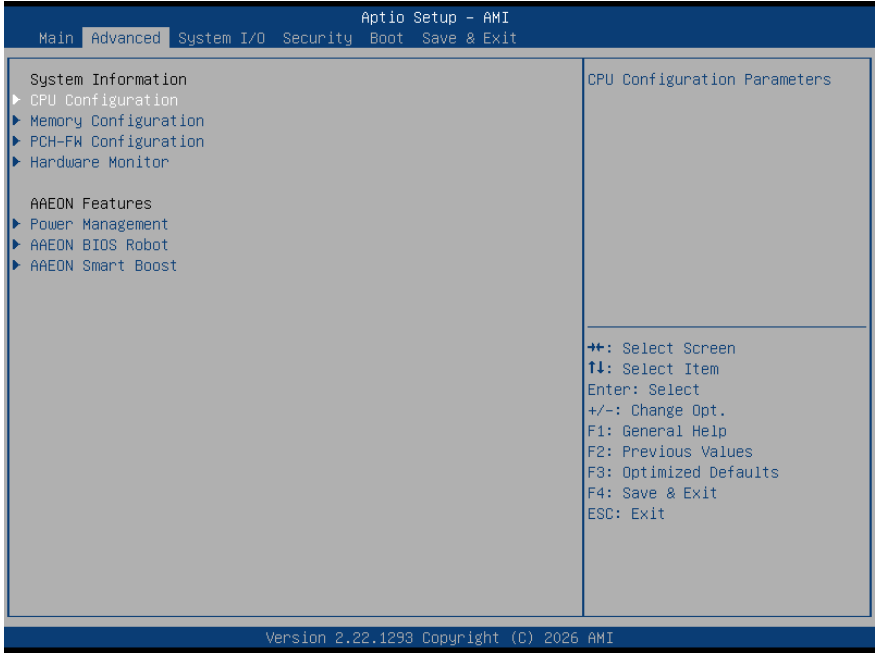 Aptio Setup – AMI
Main Advanced System I/O Security Boot Save & Exit
System Information
CPU Configuration
Memory Configuration
PCH-FW Configuration
Hardware Monitor
AAEON Features
Power Management
AAEON BIOS Robot
AAEON Smart Boost
CPU Configuration Parameters
→←: Select Screen
↑↓: Select Item
Enter: Select
+/-: Change Opt.
F1: General Help
F2: Previous Values
F3: Optimized Defaults
F4: Save & Exit
ESC: Exit
Version 2.22.1293 Copyright (C) 2026 AMI